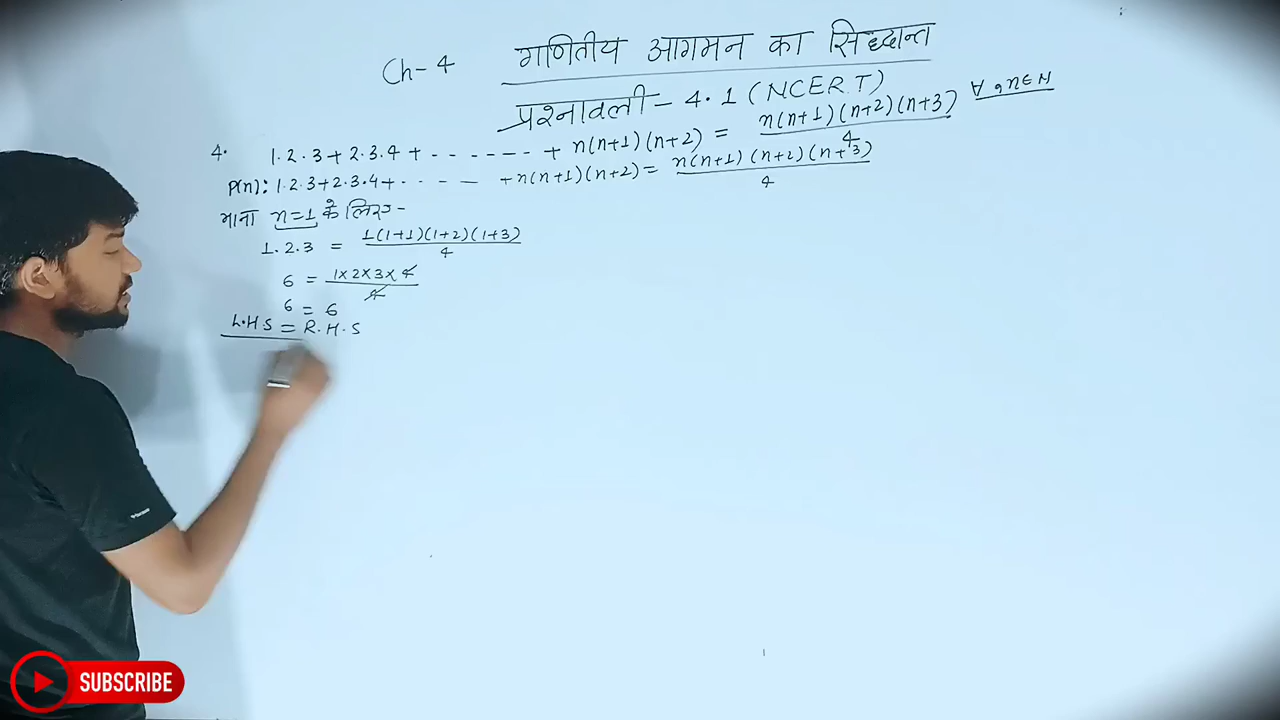 Ch-4 गणितीय आगमन का सिद्धान्त
प्रश्नावली - 4.1 (NCERT)
4. 1.2.3 + 2.3.4 + ------- + n(n+1)(n+2) = n(n+1)(n+2)(n+3)/4 ∀, n∈N
P(n): 1.2.3+2.3.4+ ----- +n(n+1)(n+2) = n(n+1)(n+2)(n+3)/4
माना n=1 के लिए-
1.2.3 = 1(1+1)(1+2)(1+3)/4
6 = 1×2×3×4/4
6 = 6
L.H.S = R.H.S
SUBSCRIBE